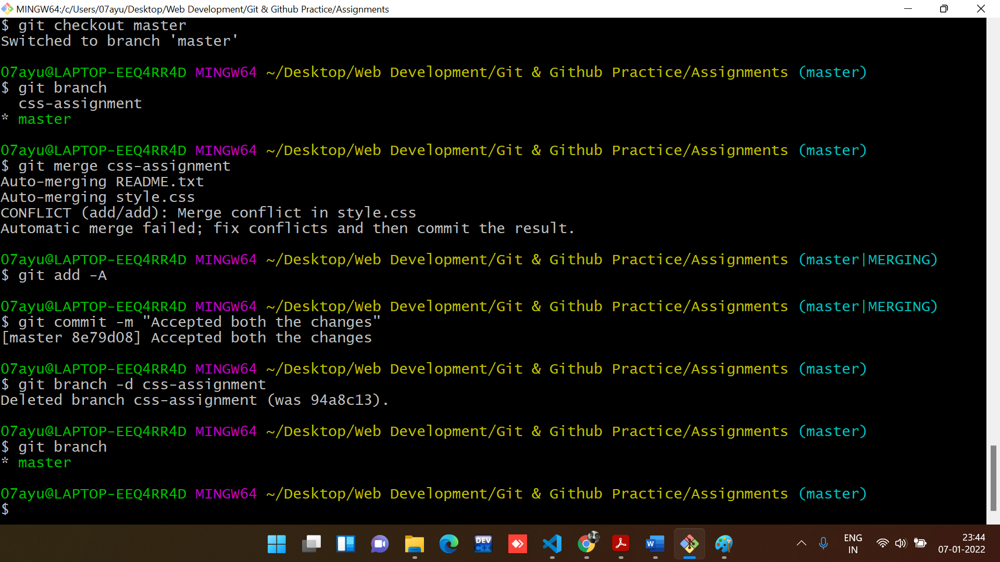 MINGW64:/c/Users/07ayu/Desktop/Web Development/Git & Github Practice/Assignments
$ git checkout master
Switched to branch 'master'
07ayu@LAPTOP-EEQ4RR4D MINGW64 ~/Desktop/Web Development/Git & Github Practice/Assignments (master)
$ git branch
  css-assignment
* master
07ayu@LAPTOP-EEQ4RR4D MINGW64 ~/Desktop/Web Development/Git & Github Practice/Assignments (master)
$ git merge css-assignment
Auto-merging README.txt
Auto-merging style.css
CONFLICT (add/add): Merge conflict in style.css
Automatic merge failed; fix conflicts and then commit the result.
07ayu@LAPTOP-EEQ4RR4D MINGW64 ~/Desktop/Web Development/Git & Github Practice/Assignments (master|MERGING)
$ git add -A
07ayu@LAPTOP-EEQ4RR4D MINGW64 ~/Desktop/Web Development/Git & Github Practice/Assignments (master|MERGING)
$ git commit -m "Accepted both the changes"
[master 8e79d08] Accepted both the changes
07ayu@LAPTOP-EEQ4RR4D MINGW64 ~/Desktop/Web Development/Git & Github Practice/Assignments (master)
$ git branch -d css-assignment
Deleted branch css-assignment (was 94a8c13).
07ayu@LAPTOP-EEQ4RR4D MINGW64 ~/Desktop/Web Development/Git & Github Practice/Assignments (master)
$ git branch
* master
07ayu@LAPTOP-EEQ4RR4D MINGW64 ~/Desktop/Web Development/Git & Github Practice/Assignments (master)
$
DEV
C++
W
ENG
IN
23:44
07-01-2022